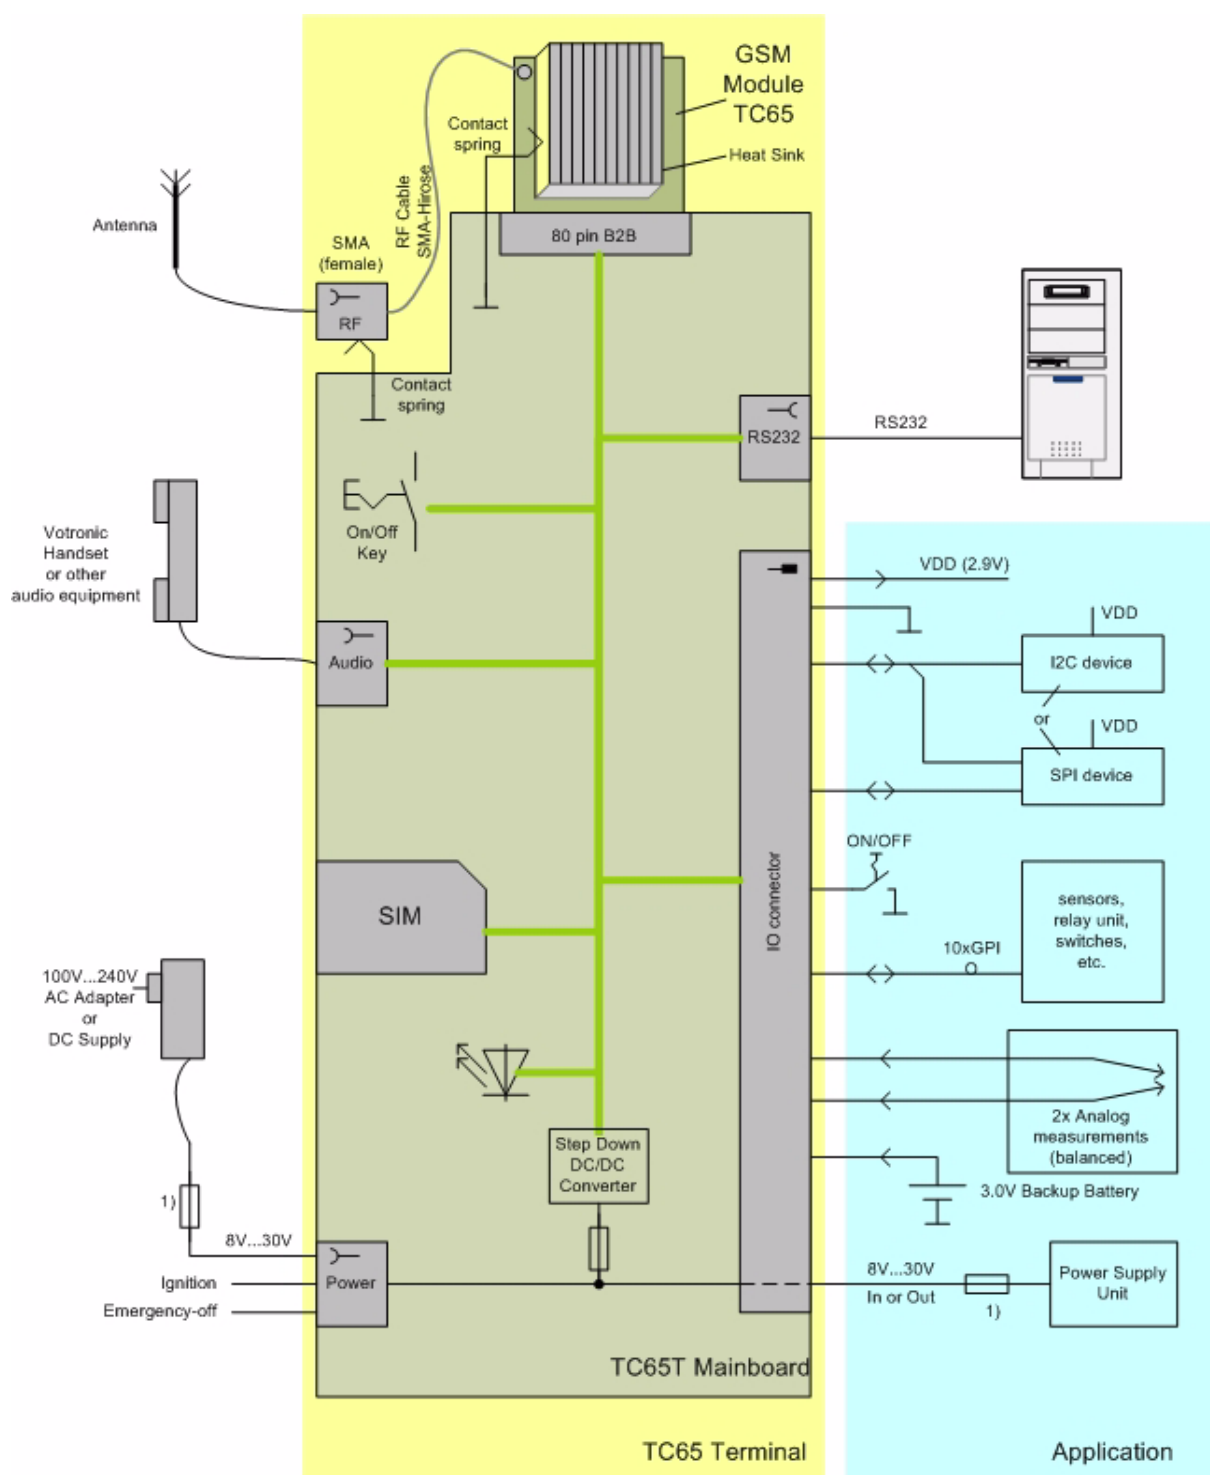 GSM
Module
TC65
Contact
spring
Heat Sink
RF Cable
SMA-Hirose
Antenna
SMA
(female)
80 pin B2B
RF
Contact
spring
RS232
RS232
Votronic
Handset
or other
audio equipment
On/Off
Key
VDD (2.9V)
VDD
Audio
I2C device
or
VDD
SPI device
ON/OFF
IO connector
SIM
sensors,
relay unit,
switches,
etc.
10xGPI
O
100V...240V
AC Adapter
or
DC Supply
2x Analog
measurements
(balanced)
Step Down
DC/DC
Converter
3.0V Backup Battery
1)
8V...30V
Ignition
Emergency-off
Power
8V...30V
In or Out
1)
Power Supply
Unit
TC65T Mainboard
TC65 Terminal
Application